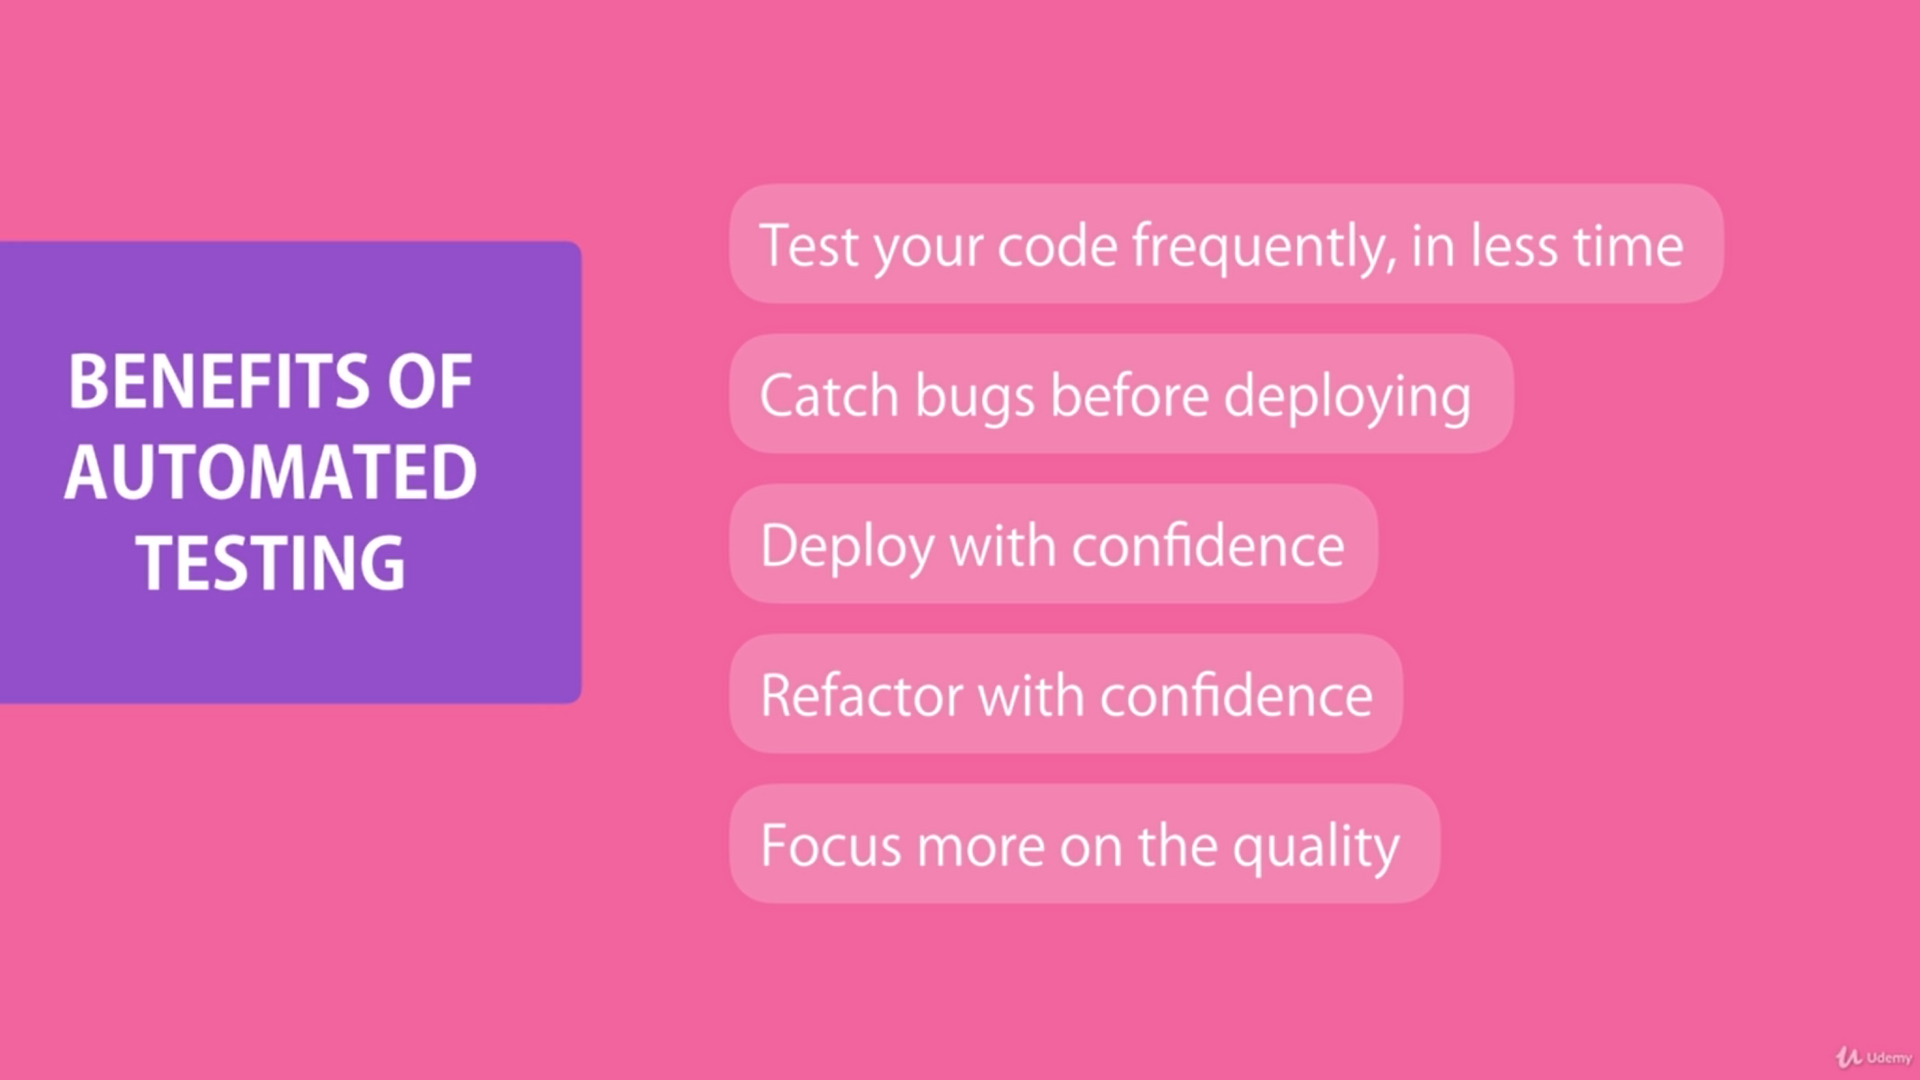 BENEFITS OF
AUTOMATED
TESTING
Test your code frequently, in less time
Catch bugs before deploying
Deploy with confidence
Refactor with confidence
Focus more on the quality
Udemy